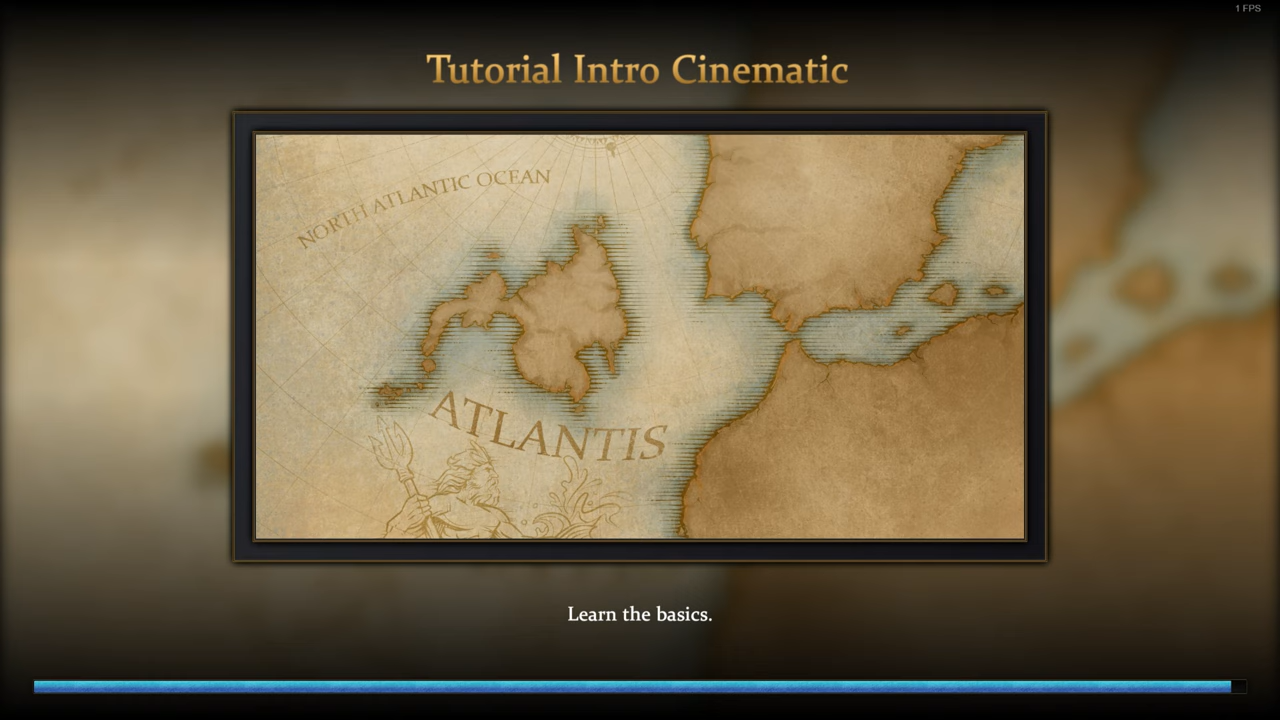 1 FPS
Tutorial Intro Cinematic
NORTH ATLANTIC OCEAN
ATLANTIS
Learn the basics.